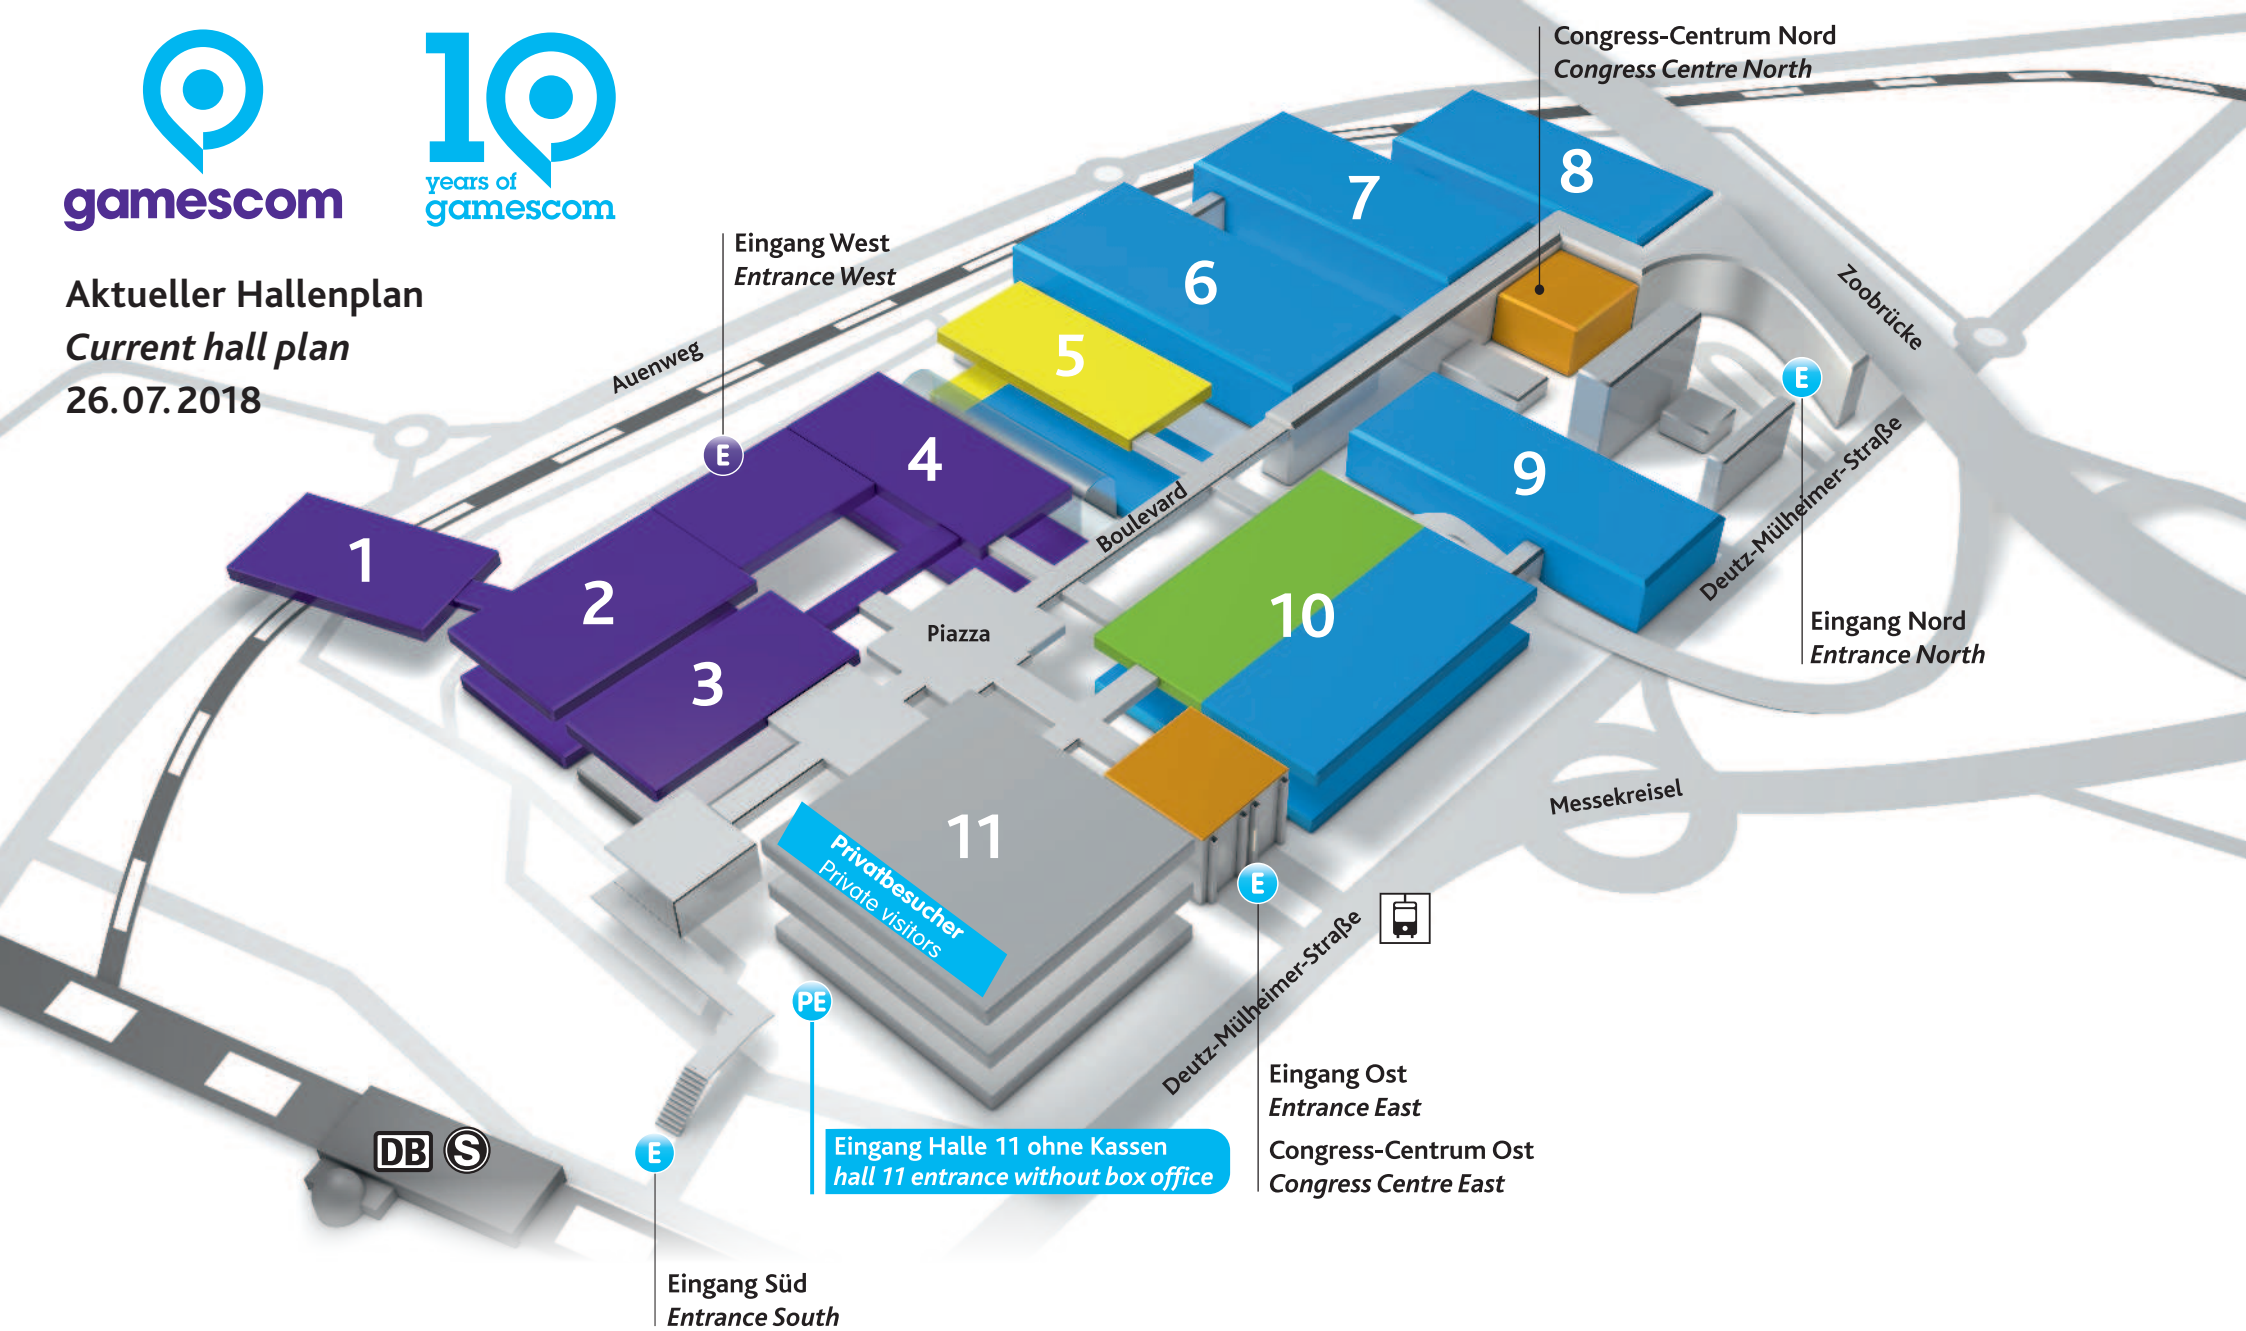 gamescom
10
years of
gamescom
Aktueller Hallenplan
Current hall plan
26.07.2018
Congress-Centrum Nord
Congress Centre North
Eingang West
Entrance West
Auenweg
Zoobrücke
8
7
6
5
4
9
1
2
3
10
11
E
E
Boulevard
Piazza
Deutz-Mülheimer-Straße
Eingang Nord
Entrance North
Messekreisel
Privatbesucher
Private visitors
E
PE
Deutz-Mülheimer-Straße
Eingang Ost
Entrance East
Congress-Centrum Ost
Congress Centre East
Eingang Halle 11 ohne Kassen
hall 11 entrance without box office
DB S
E
Eingang Süd
Entrance South